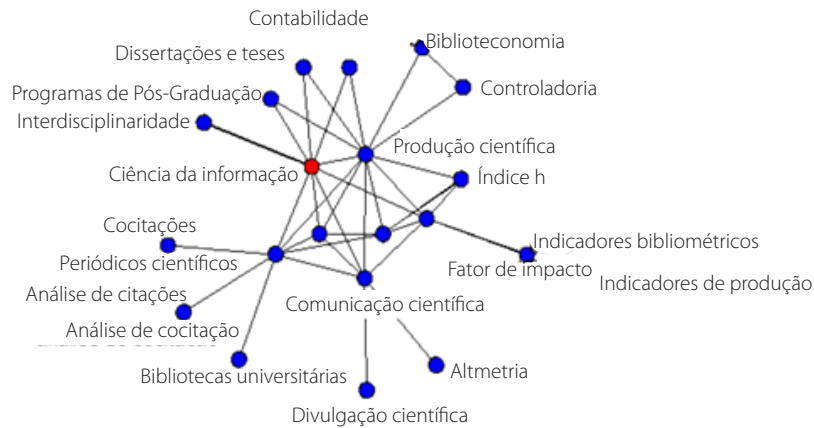 Contabilidade
Dissertações e teses
Biblioteconomia
Programas de Pós-Graduação
Controladoria
Interdisciplinaridade
Produção científica
Ciência da informação
Índice h
Cocitações
Periódicos científicos
Indicadores bibliométricos
Fator de impacto
Indicadores de produção
Análise de citações
Comunicação científica
Análise de cocitação
Bibliotecas universitárias
Altmetria
Divulgação científica